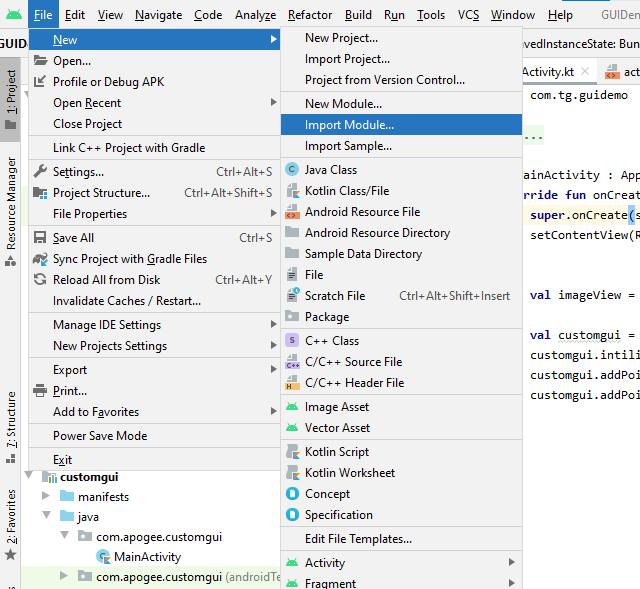 File Edit View Navigate Code Analyze Refactor Build Run Tools VCS Window Help GUIDem
GUID
New
Open...
Profile or Debug APK
Open Recent
Close Project
Link C++ Project with Gradle
Settings... Ctrl+Alt+S
Project Structure... Ctrl+Alt+Shift+S
File Properties
Save All Ctrl+S
Sync Project with Gradle Files
Reload All from Disk Ctrl+Alt+Y
Invalidate Caches / Restart...
Manage IDE Settings
New Projects Settings
Export
Print...
Add to Favorites
Power Save Mode
Exit
New Project...
Import Project...
Project from Version Control...
New Module...
Import Module...
Import Sample...
Java Class
Kotlin Class/File
Android Resource File
Android Resource Directory
Sample Data Directory
File
Scratch File Ctrl+Alt+Shift+Insert
Package
C++ Class
C/C++ Source File
C/C++ Header File
Image Asset
Vector Asset
Kotlin Script
Kotlin Worksheet
Concept
Specification
Edit File Templates...
Activity
Fragment
1: Project
Resource Manager
7: Structure
2: Favorites
customgui
manifests
java
com.apogee.customgui
MainActivity
com.apogee.customgui (androidTe
avedInstanceState: Bun
Activity.kt act
com.tg.guidemo
...
ainActivity : App
rride fun onCreat
super.onCreate(s
setContentView(R
val imageView =
val customgui =
customgui.intili
customgui.addPoi
customgui.addPoi